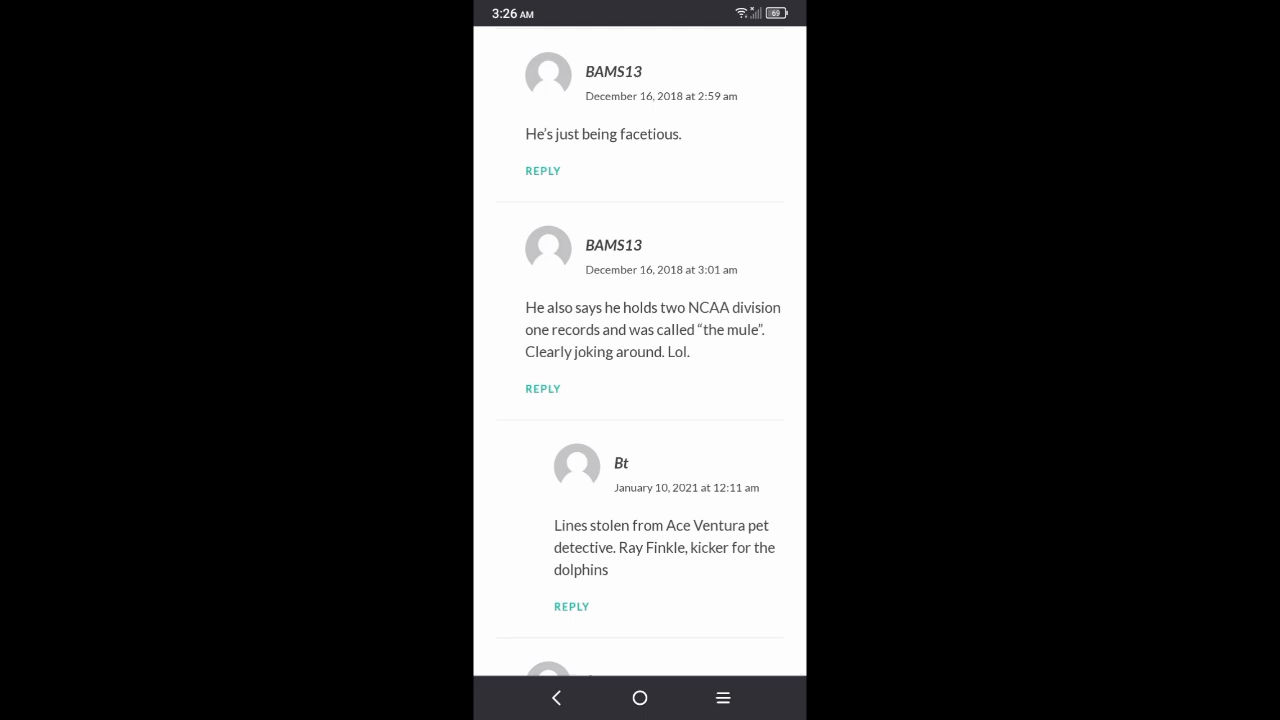 3:26 AM
69
BAMS13
December 16, 2018 at 2:59 am
He's just being facetious.
REPLY
BAMS13
December 16, 2018 at 3:01 am
He also says he holds two NCAA division
one records and was called “the mule”.
Clearly joking around. Lol.
REPLY
Bt
January 10, 2021 at 12:11 am
Lines stolen from Ace Ventura pet
detective. Ray Finkle, kicker for the
dolphins
REPLY